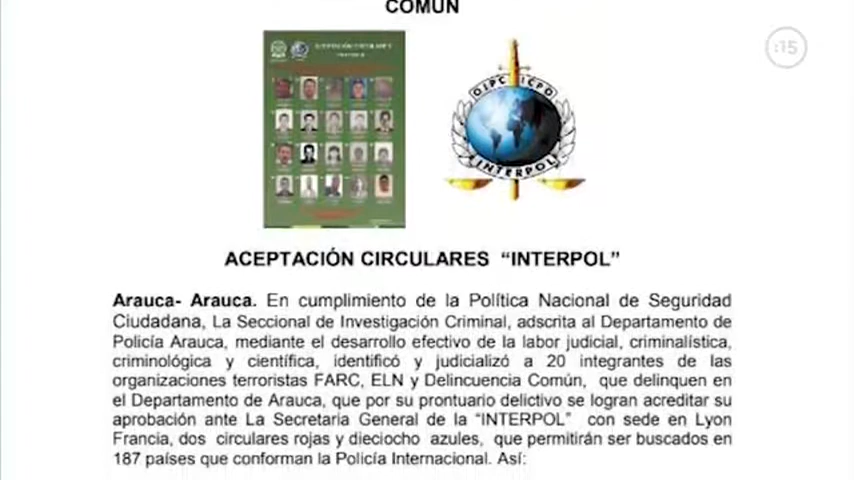 COMÚN
:15
OIPC ICPO
INTERPOL
ACEPTACIÓN CIRCULARES “INTERPOL”
Arauca- Arauca. En cumplimiento de la Política Nacional de Seguridad
Ciudadana, La Seccional de Investigación Criminal, adscrita al Departamento de
Policía Arauca, mediante el desarrollo efectivo de la labor judicial, criminalística,
criminológica y científica, identificó y judicializó a 20 integrantes de las
organizaciones terroristas FARC, ELN y Delincuencia Común, que delinquen en
el Departamento de Arauca, que por su prontuario delictivo se logran acreditar su
aprobación ante La Secretaria General de la “INTERPOL” con sede en Lyon
Francia, dos circulares rojas y dieciocho azules, que permitirán ser buscados en
187 países que conforman la Policía Internacional. Así: